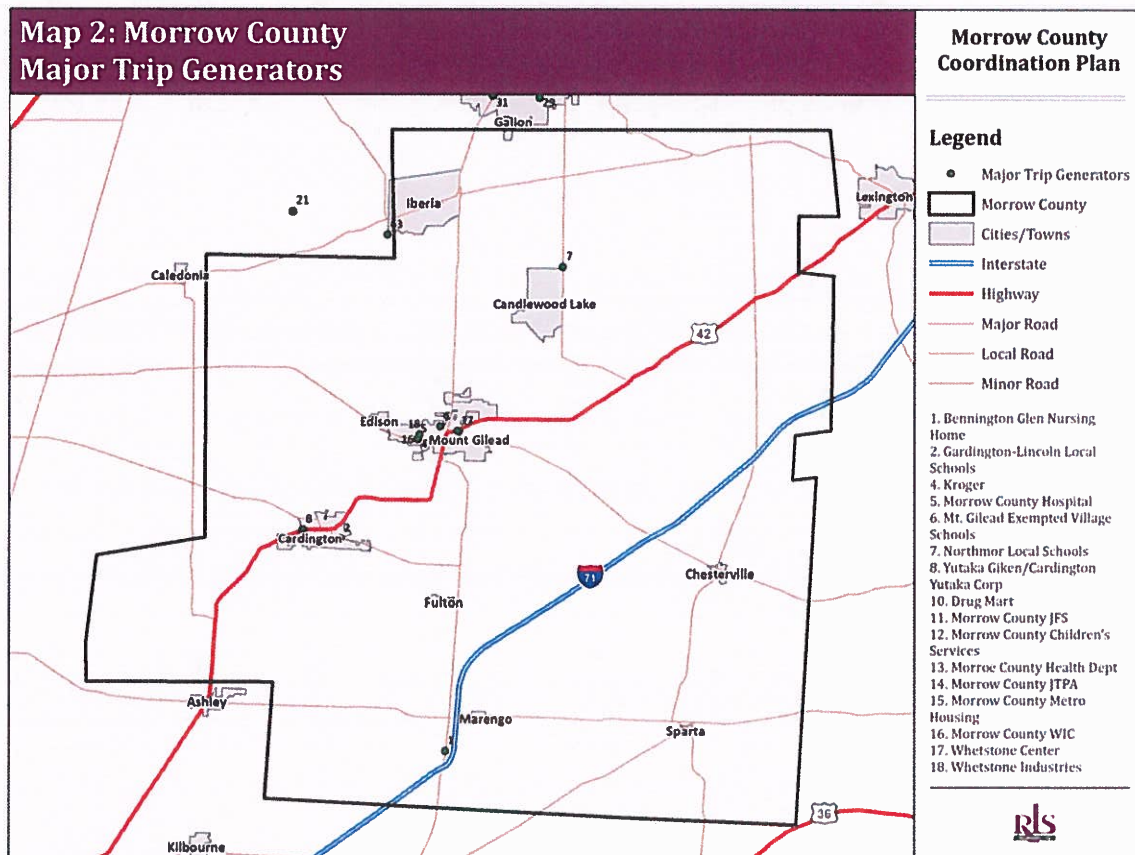 Map 2: Morrow County
Major Trip Generators
Morrow County
Coordination Plan
Legend
Major Trip Generators
Morrow County
Cities/Towns
Interstate
Highway
Major Road
Local Road
Minor Road
1. Bennington Glen Nursing
Home
2. Gardington-Lincoln Local
Schools
4. Kroger
5. Morrow County Hospital
6. Mt. Gilead Exempted Village
Schools
7. Northmor Local Schools
8. Yutaka Giken/Cardington
Yutaka Corp
10. Drug Mart
11. Morrow County JFS
12. Morrow County Children's
Services
13. Morroe County Health Dept
14. Morrow County JTPA
15. Morrow County Metro
Housing
16. Morrow County WIC
17. Whetstone Center
18. Whetstone Industries
RLS
31
29
Galion
21
Iberia
Lexington
Caledonia
7
Candlewood Lake
42
Edison
18
16
Mount Gilead
8
2
Cardington
71
Chesterville
Fulton
Ashley
Marengo
Sparta
1
36
Kilbourne